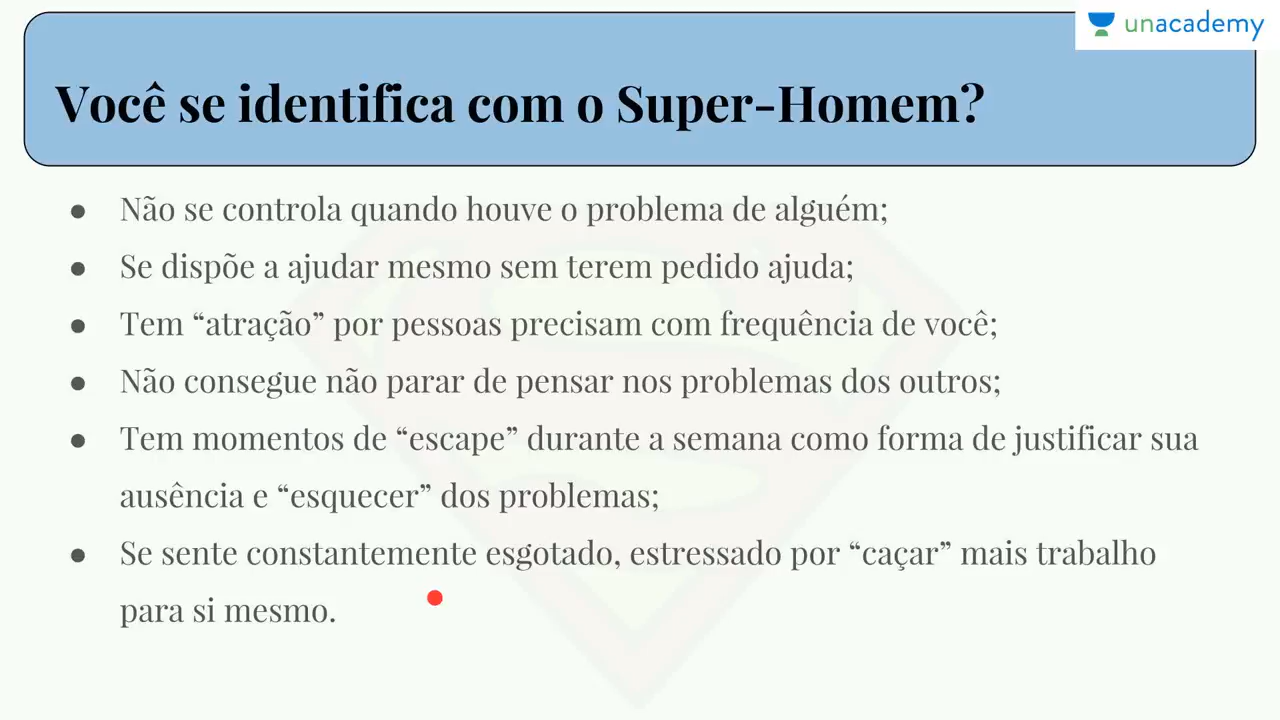 unacademy
Você se identifica com o Super-Homem?
● Não se controla quando houve o problema de alguém;
● Se dispõe a ajudar mesmo sem terem pedido ajuda;
● Tem “atração” por pessoas precisam com frequência de você;
● Não consegue não parar de pensar nos problemas dos outros;
● Tem momentos de “escape” durante a semana como forma de justificar sua
ausência e “esquecer” dos problemas;
● Se sente constantemente esgotado, estressado por “caçar” mais trabalho
para si mesmo.